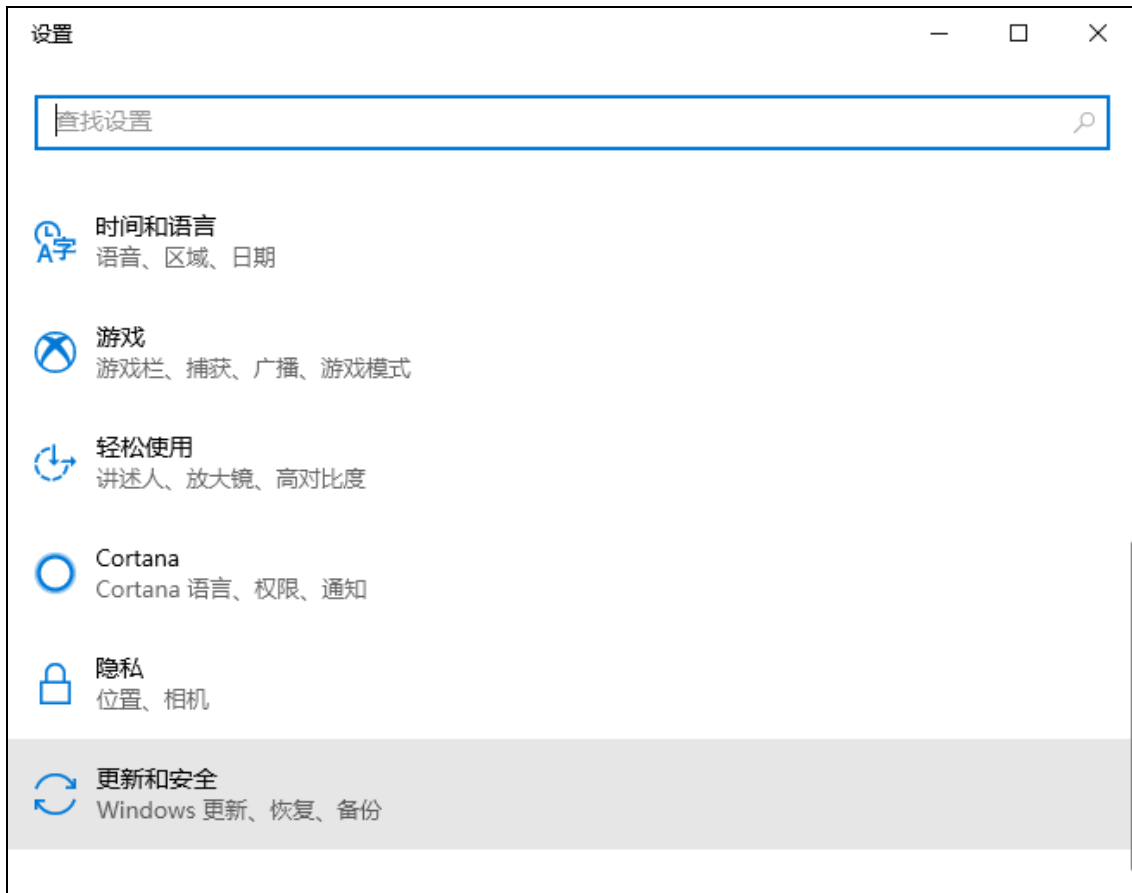 设置
查找设置
时间和语言
语音、区域、日期
游戏
游戏栏、捕获、广播、游戏模式
轻松使用
讲述人、放大镜、高对比度
Cortana
Cortana 语言、权限、通知
隐私
位置、相机
更新和安全
Windows 更新、恢复、备份